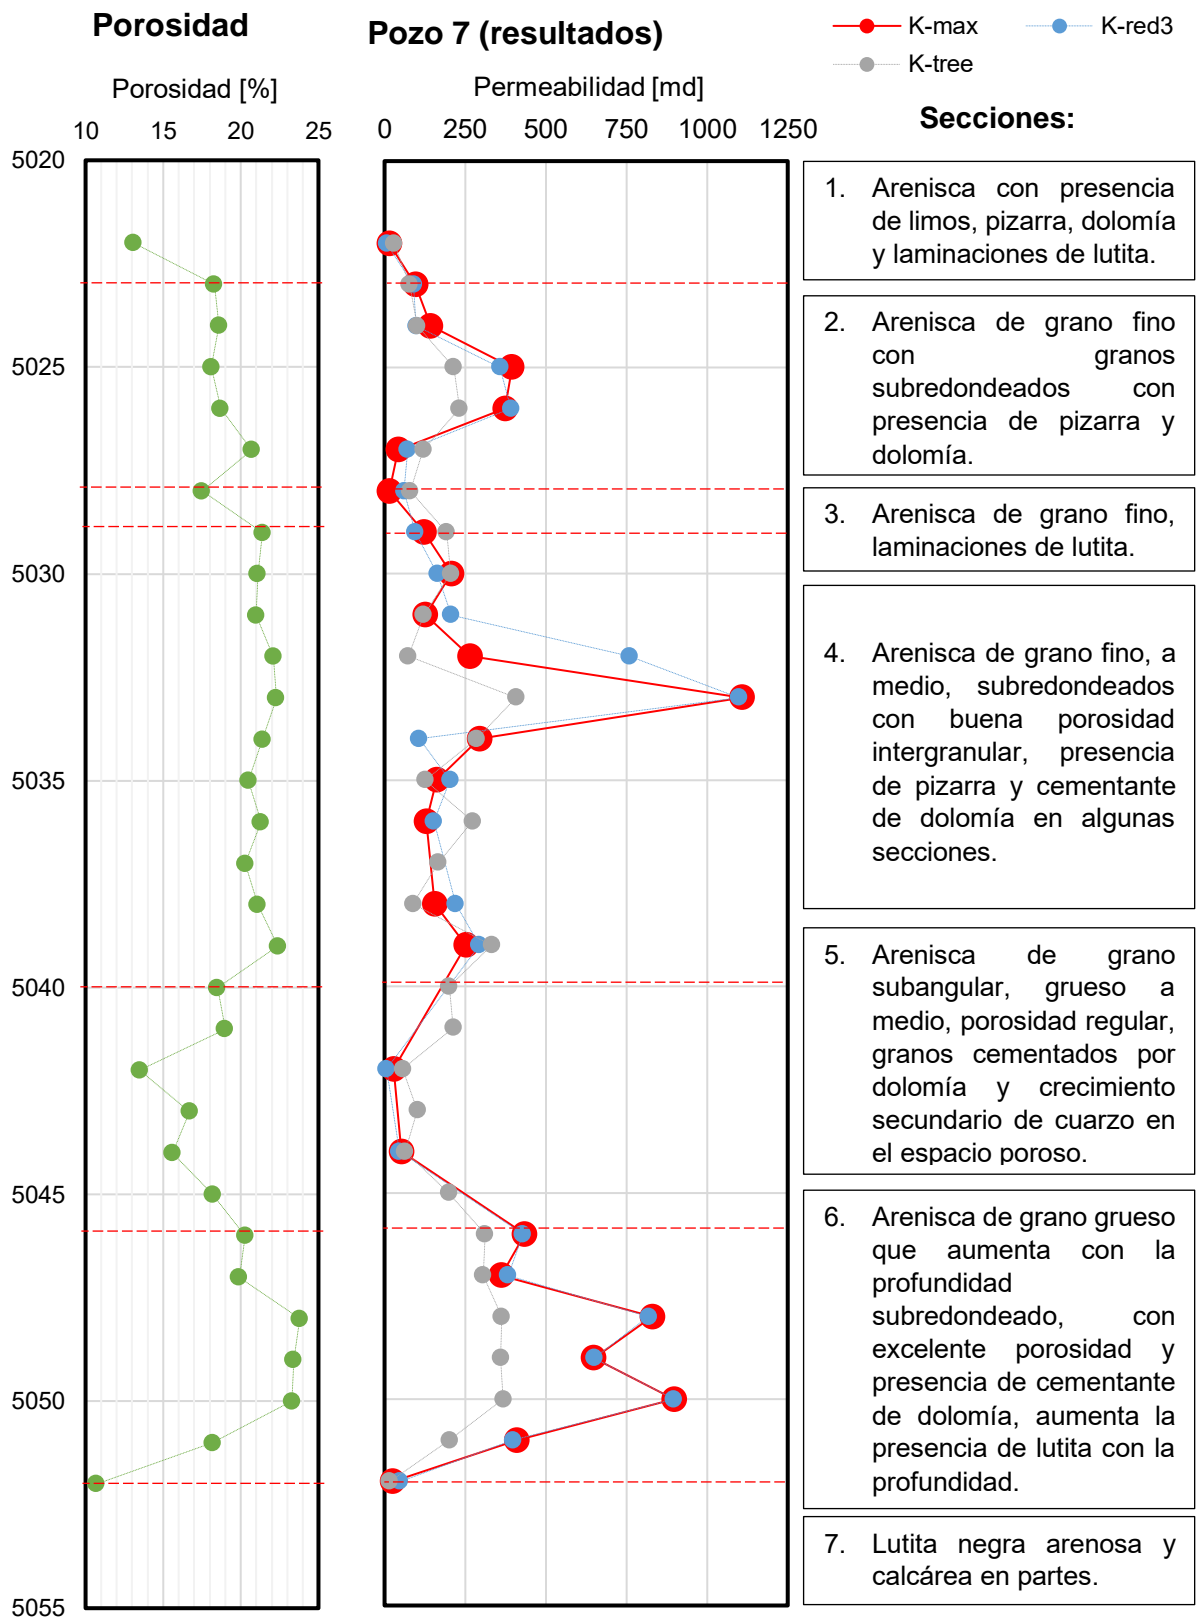 Porosidad
Pozo 7 (resultados)
K-max
K-red3
K-tree
Porosidad [%]
Permeabilidad [md]
Secciones:
10 15 20 25
0 250 500 750 1000 1250
5020
5025
5030
5035
5040
5045
5050
5055
1. Arenisca con presencia
de limos, pizarra, dolomía
y laminaciones de lutita.
2. Arenisca de grano fino
con granos
subredondeados con
presencia de pizarra y
dolomía.
3. Arenisca de grano fino,
laminaciones de lutita.
4. Arenisca de grano fino, a
medio, subredondeados
con buena porosidad
intergranular, presencia
de pizarra y cementante
de dolomía en algunas
secciones.
5. Arenisca de grano
subangular, grueso a
medio, porosidad regular,
granos cementados por
dolomía y crecimiento
secundario de cuarzo en
el espacio poroso.
6. Arenisca de grano grueso
que aumenta con la
profundidad
subredondeado, con
excelente porosidad y
presencia de cementante
de dolomía, aumenta la
presencia de lutita con la
profundidad.
7. Lutita negra arenosa y
calcárea en partes.